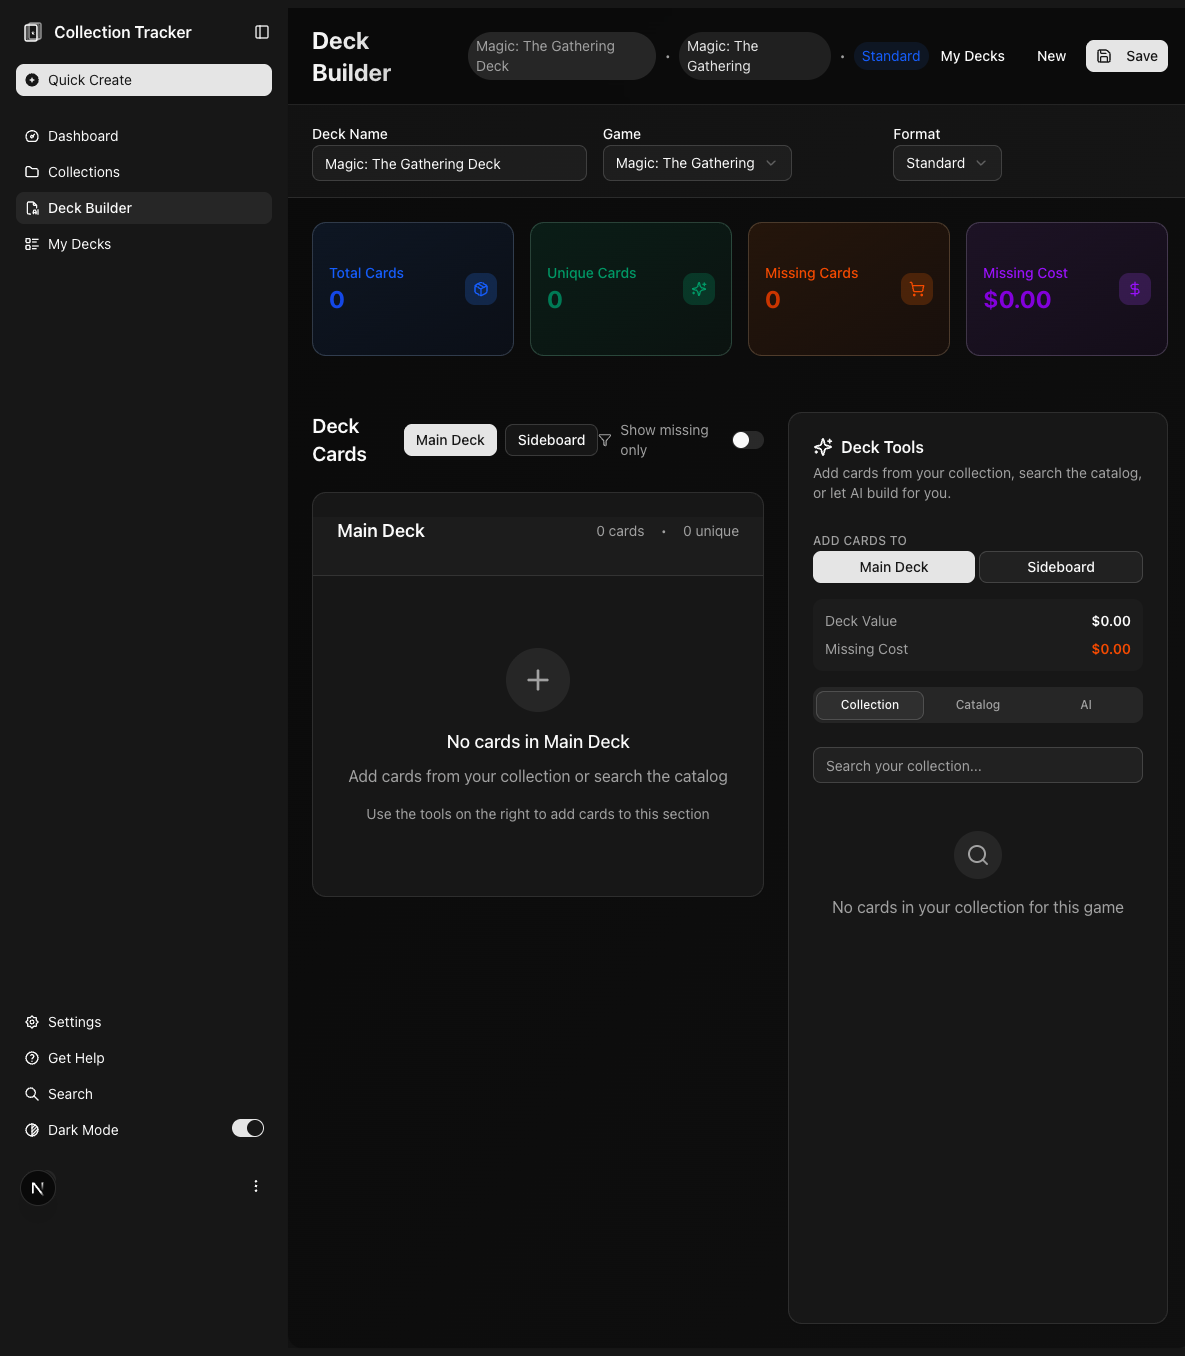 Collection Tracker
Quick Create
Dashboard
Collections
Deck Builder
My Decks
Settings
Get Help
Search
Dark Mode
N
Deck
Builder
Magic: The Gathering
Deck
•
Magic: The
Gathering
•
Standard
My Decks
New
Save
Deck Name
Magic: The Gathering Deck
Game
Magic: The Gathering
Format
Standard
Total Cards
0
Unique Cards
0
Missing Cards
0
Missing Cost
$0.00
Deck
Cards
Main Deck
Sideboard
Show missing
only
Main Deck
0 cards • 0 unique
No cards in Main Deck
Add cards from your collection or search the catalog
Use the tools on the right to add cards to this section
Deck Tools
Add cards from your collection, search the catalog,
or let AI build for you.
ADD CARDS TO
Main Deck
Sideboard
Deck Value $0.00
Missing Cost $0.00
Collection
Catalog
AI
Search your collection...
No cards in your collection for this game